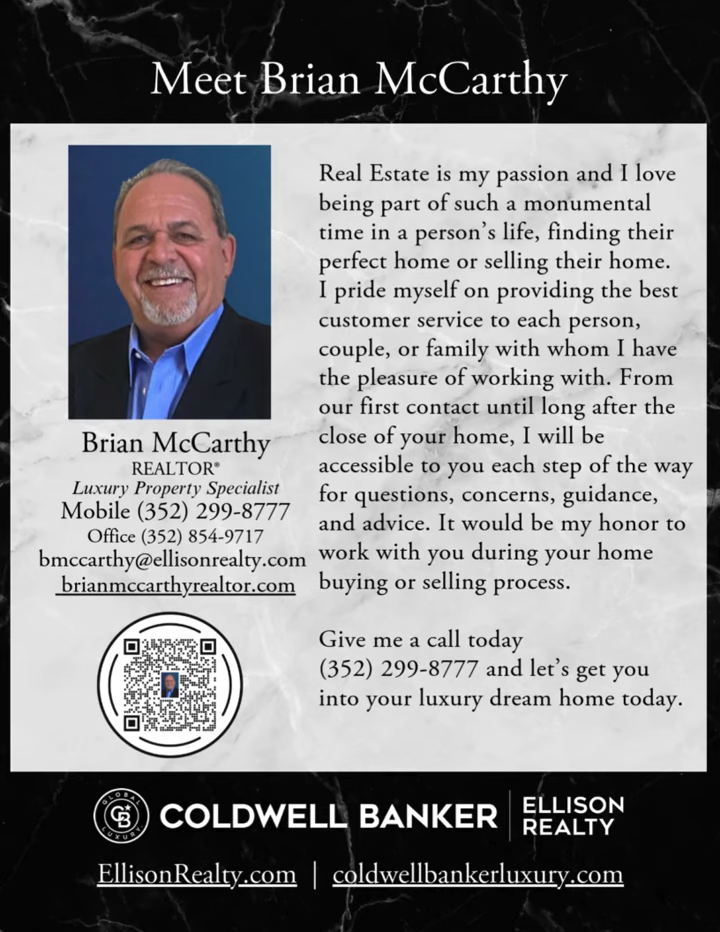 Meet Brian McCarthy
Brian McCarthy
REALTOR®
Luxury Property Specialist
Mobile (352) 299-8777
Office (352) 854-9717
bmccarthy@ellisonrealty.com
brianmccarthyrealtor.com
Real Estate is my passion and I love
being part of such a monumental
time in a person's life, finding their
perfect home or selling their home.
I pride myself on providing the best
customer service to each person,
couple, or family with whom I have
the pleasure of working with. From
our first contact until long after the
close of your home, I will be
accessible to you each step of the way
for questions, concerns, guidance,
and advice. It would be my honor to
work with you during your home
buying or selling process.
Give me a call today
(352) 299-8777 and let's get you
into your luxury dream home today.
GLOBAL
CB
LUXURY
COLDWELL BANKER
ELLISON
REALTY
EllisonRealty.com | coldwellbankerluxury.com